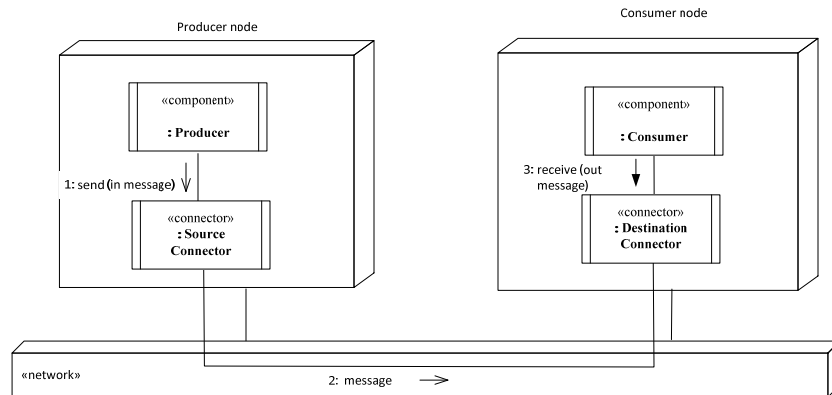 Producer node
Consumer node
«component»
: Producer
«component»
: Consumer
1: send (in message)
3: receive (out
message)
«connector»
: Source
Connector
«connector»
: Destination
Connector
«network»
2: message